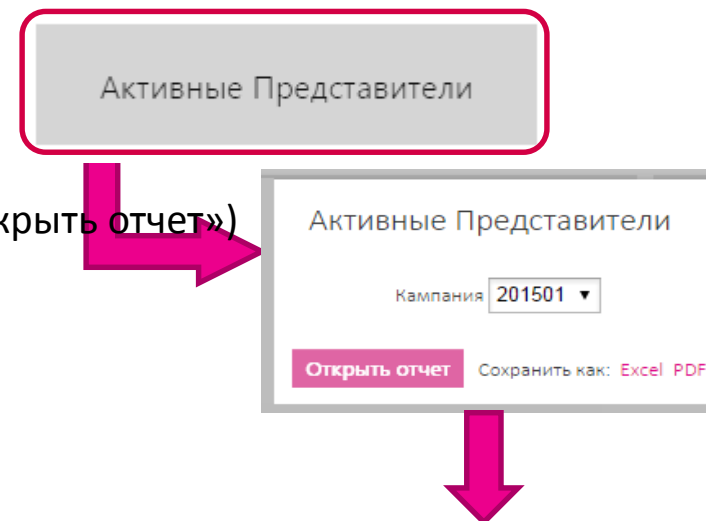 Активные Представители
крыть отчет»)
Активные Представители
Кампания 201501
Открыть отчет Сохранить как: Excel PDF